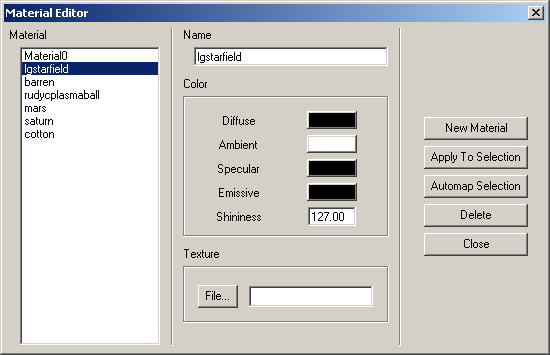 Material Editor
Material
Material0
lgstarfield
barren
rudycplasmaball
mars
saturn
cotton
Name
lgstarfield
Color
Diffuse
Ambient
Specular
Emissive
Shininess 127.00
Texture
File...
New Material
Apply To Selection
Automap Selection
Delete
Close